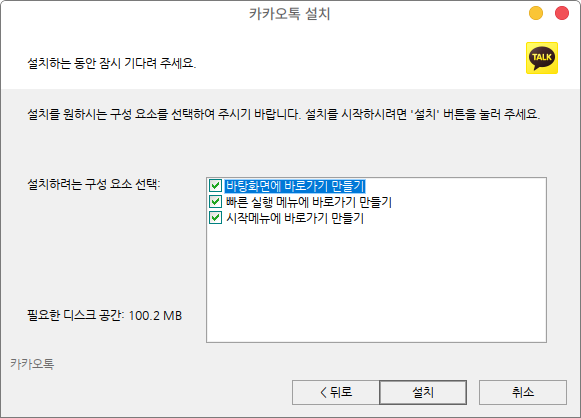 카카오톡 설치
설치하는 동안 잠시 기다려 주세요.
TALK
설치를 원하시는 구성 요소를 선택하여 주시기 바랍니다. 설치를 시작하시려면 '설치' 버튼을 눌러 주세요.
설치하려는 구성 요소 선택:
바탕화면에 바로가기 만들기
빠른 실행 메뉴에 바로가기 만들기
시작메뉴에 바로가기 만들기
필요한 디스크 공간: 100.2 MB
카카오톡
< 뒤로
설치
취소